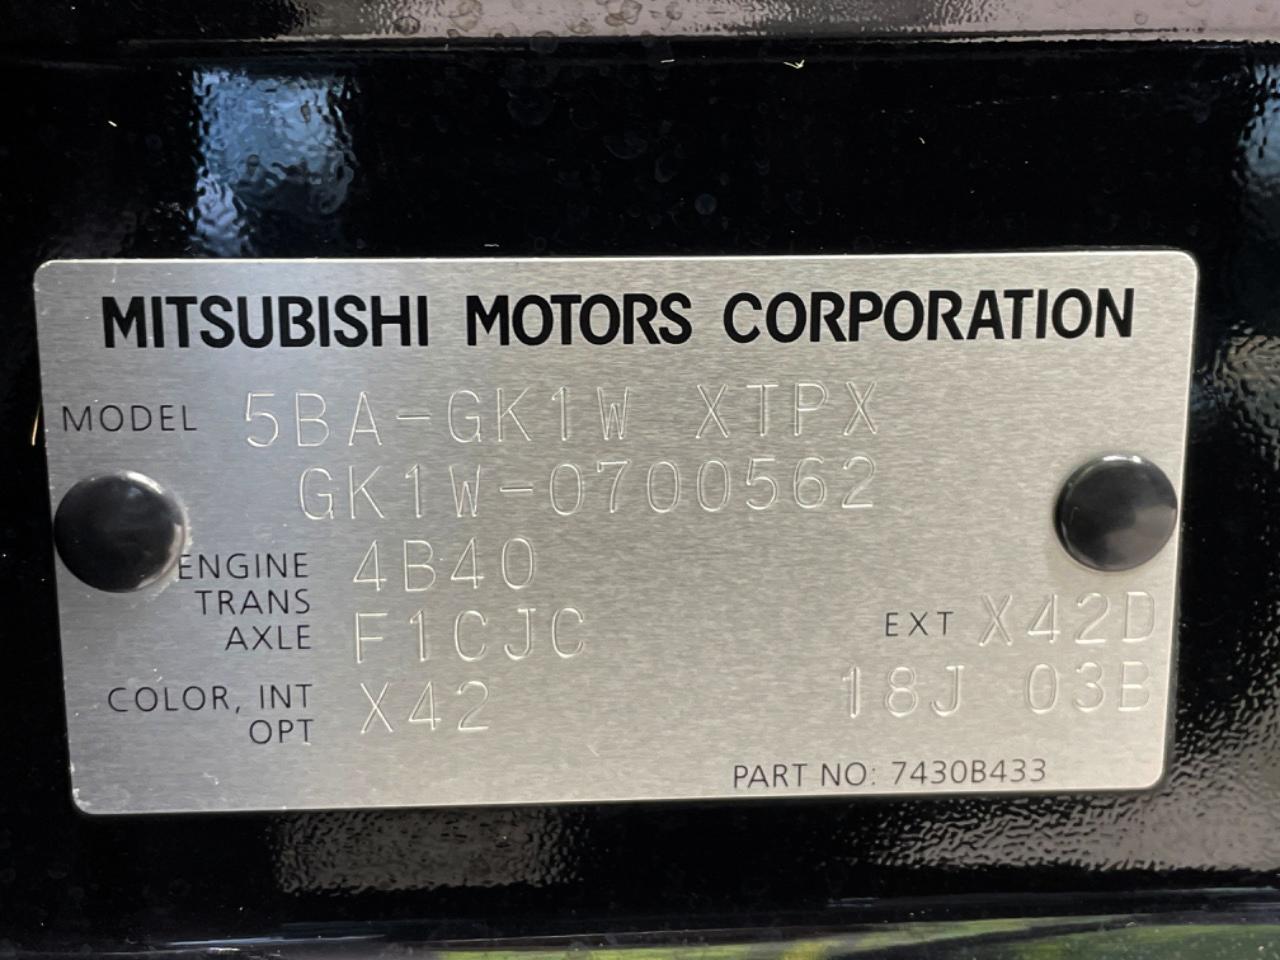 MITSUBISHI MOTORS CORPORATION
MODEL 5BA-GK1W XTPX
GK1W-0700562
ENGINE 4B40
TRANS
AXLE F1CJC EXT X42D
COLOR, INT X42 18J 03B
OPT
PART NO: 7430B433